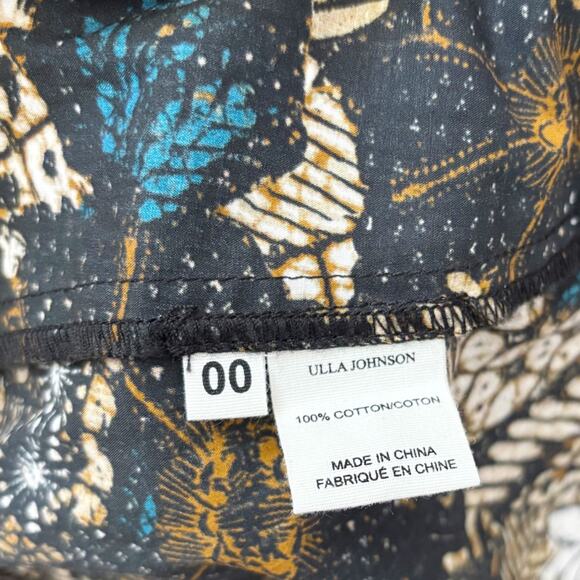 00
ULLA JOHNSON
100% COTTON/COTON
MADE IN CHINA
FABRIQUÉ EN CHINE